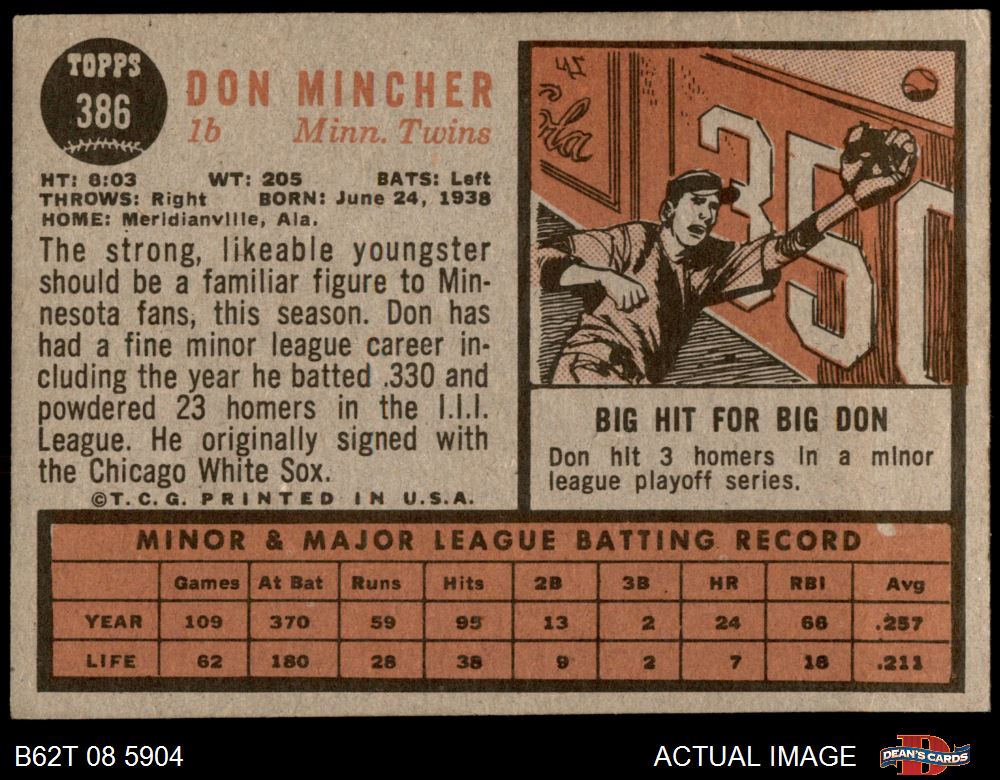 TOPPS
386
DON MINCHER
1b Minn. Twins
HT: 6:03 WT: 205 BATS: Left
THROWS: Right BORN: June 24, 1938
HOME: Meridianville, Ala.
The strong, likeable youngster
should be a familiar figure to Min-
nesota fans, this season. Don has
had a fine minor league career in-
cluding the year he batted .330 and
powdered 23 homers in the I.I.I.
League. He originally signed with
the Chicago White Sox.
©T.C.G. PRINTED IN U.S.A.
350
BIG HIT FOR BIG DON
Don hit 3 homers in a minor
league playoff series.
MINOR & MAJOR LEAGUE BATTING RECORD
Games At Bat Runs Hits 2B 3B HR RBI Avg
YEAR 109 370 59 95 13 2 24 66 .257
LIFE 62 180 28 38 9 2 7 18 .211
B62T 08 5904
ACTUAL IMAGE
DEAN'S CARDS